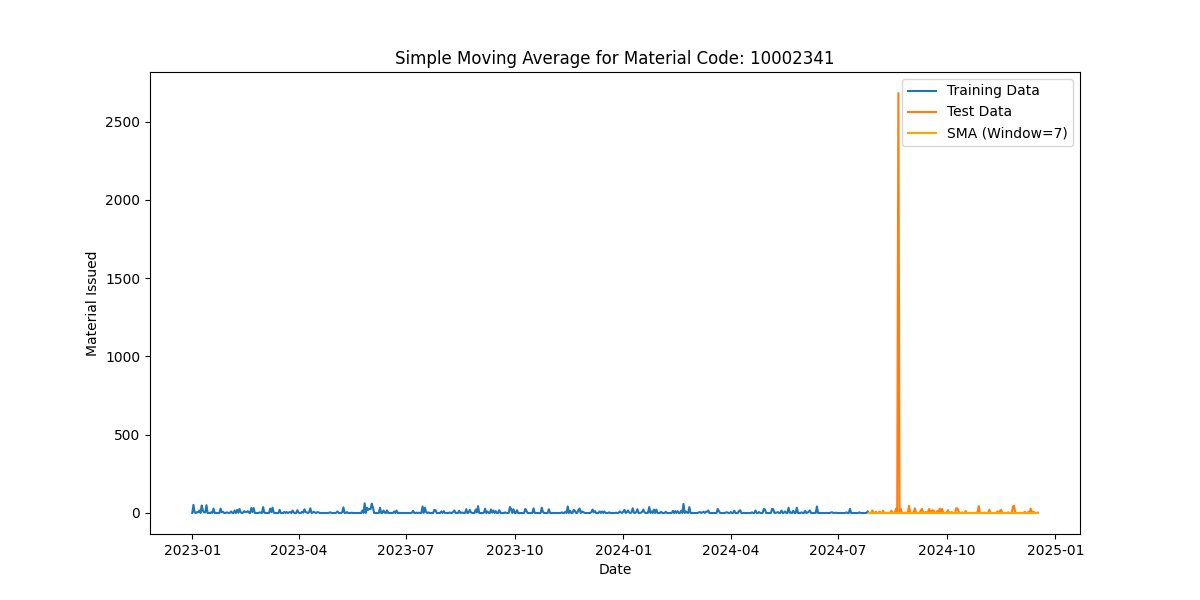 Simple Moving Average for Material Code: 10002341
Training Data
Test Data
SMA (Window=7)
Material Issued
2500
2000
1500
1000
500
0
2023-01 2023-04 2023-07 2023-10 2024-01 2024-04 2024-07 2024-10 2025-01
Date